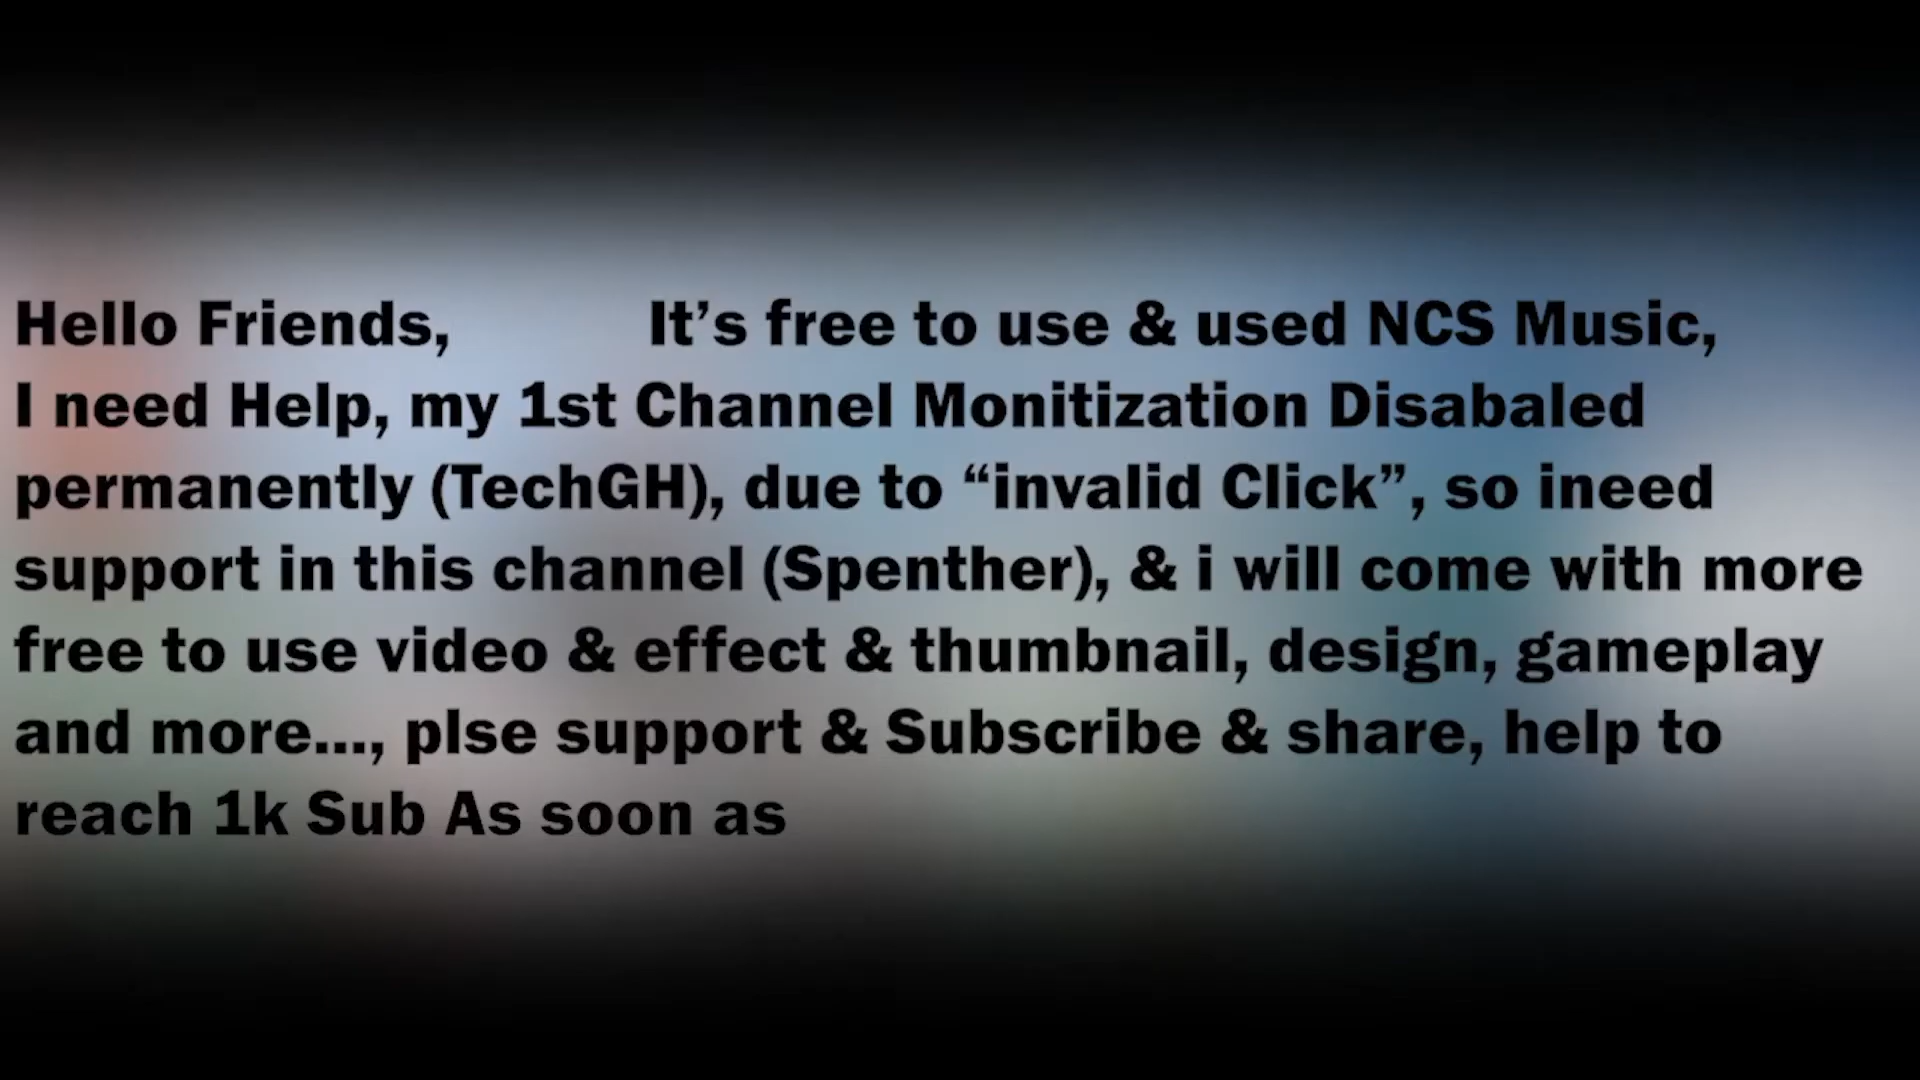 Hello Friends, It’s free to use & used NCS Music,
I need Help, my 1st Channel Monitization Disabaled
permanently (TechGH), due to “invalid Click”, so ineed
support in this channel (Spenther), & i will come with more
free to use video & effect & thumbnail, design, gameplay
and more..., plse support & Subscribe & share, help to
reach 1k Sub As soon as